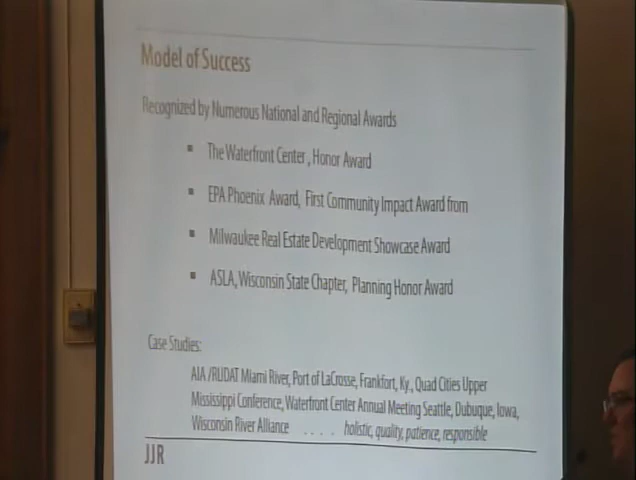 Model of Success
Recognized by Numerous National and Regional Awards
▪ The Waterfront Center , Honor Award
▪ EPA Phoenix Award, First Community Impact Award from
▪ Milwaukee Real Estate Development Showcase Award
▪ ASLA, Wisconsin State Chapter, Planning Honor Award
Case Studies:
AIA /RUDAT Miami River, Port of LaCrosse, Frankfort, Ky., Quad Cities Upper
Mississippi Conference, Waterfront Center Annual Meeting Seattle, Dubuque, Iowa,
Wisconsin River Alliance . . . . holistic, quality, patience, responsible
JJR